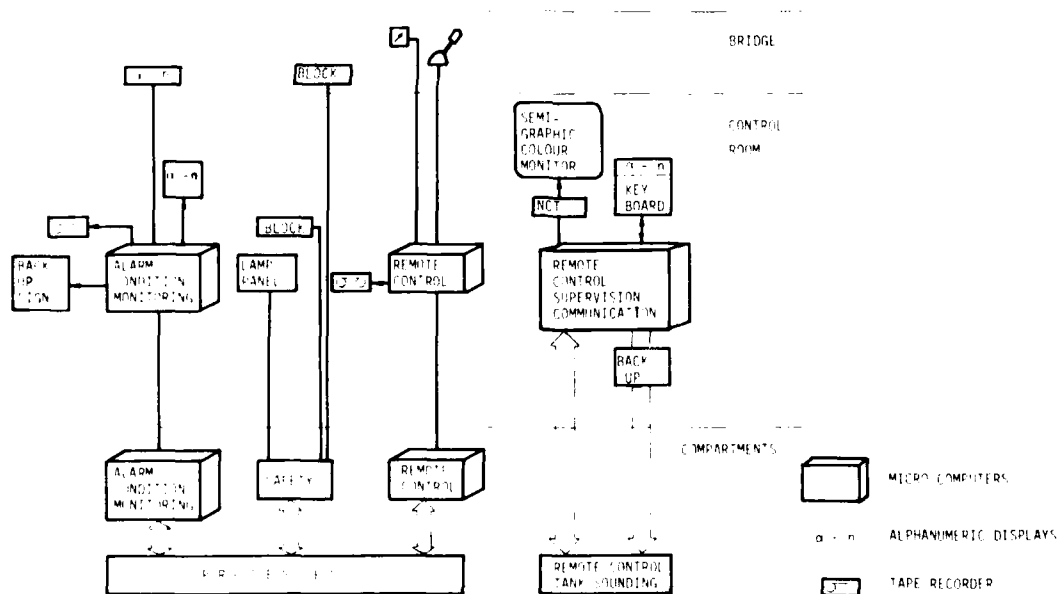 BRIDGE
BLOCK
CONTROL
ROOM
SEMI-
GRAPHIC
COLOUR
MONITOR
α - n
α - n
KEY
BOARD
NCT
BLOCK
BACK
UP
SIGN
ALARM
CONDITION
MONITORING
LAMP
PANEL
REMOTE
CONTROL
REMOTE
CONTROL
SUPERVISION
COMMUNICATION
BACK
UP
COMPARTMENTS
ALARM
CONDITION
MONITORING
SAFETY
REMOTE
CONTROL
MICRO COMPUTERS
α - n ALPHANUMERIC DISPLAYS
REMOTE CONTROL
TANK SOUNDING
TAPE RECORDER